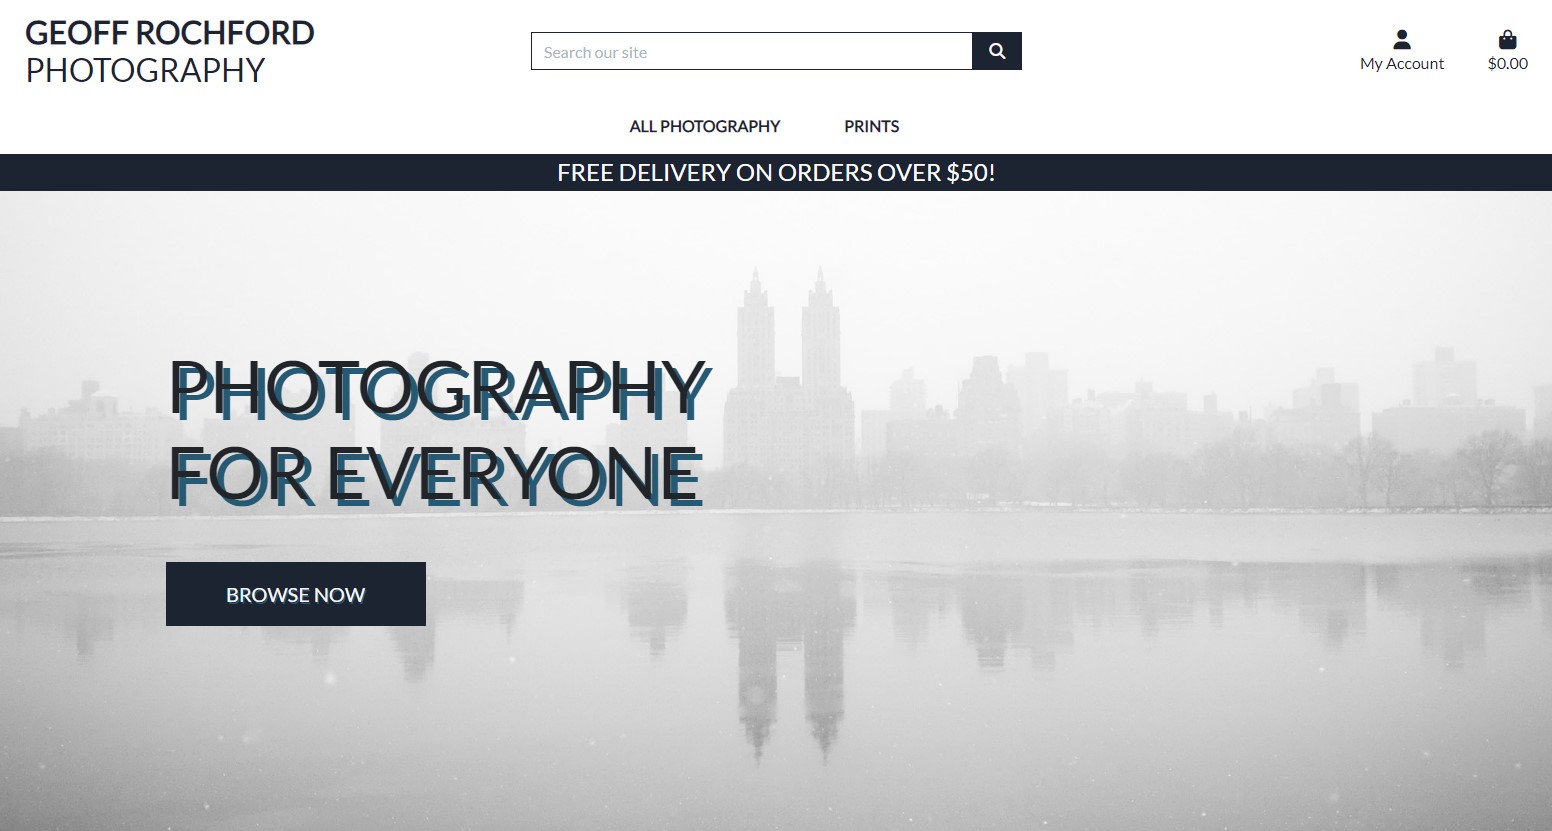 GEOFF ROCHFORD
PHOTOGRAPHY
Search our site
My Account
$0.00
ALL PHOTOGRAPHY
PRINTS
FREE DELIVERY ON ORDERS OVER $50!
PHOTOGRAPHY
FOR EVERYONE
BROWSE NOW